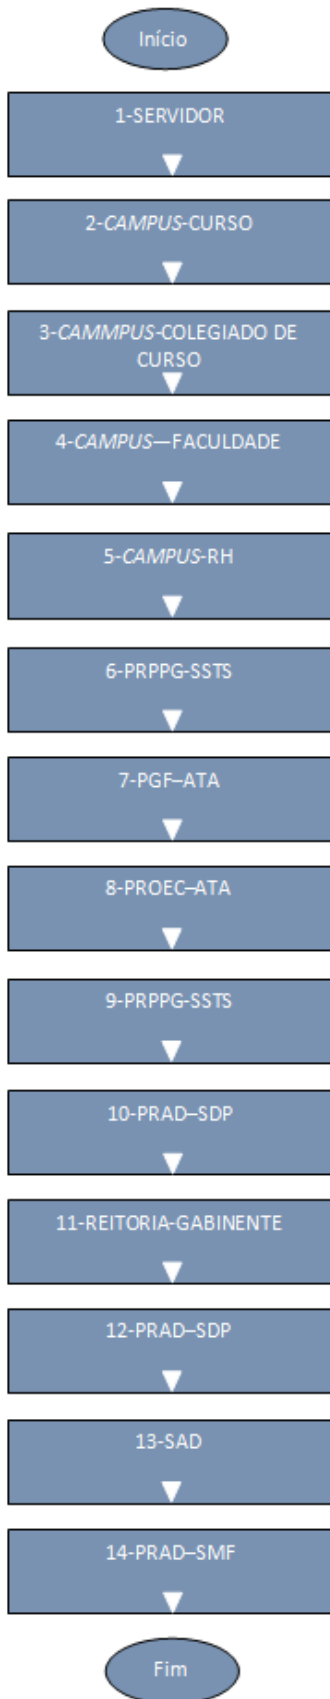 Início
1-SERVIDOR
2-CAMPUS-CURSO
3-CAMMPUS-COLEGIADO DE
CURSO
4-CAMPUS—FACULDADE
5-CAMPUS-RH
6-PRPPG-SSTS
7-PGF–ATA
8-PROEC–ATA
9-PRPPG-SSTS
10-PRAD–SDP
11-REITORIA-GABINENTE
12-PRAD–SDP
13-SAD
14-PRAD–SMF
Fim